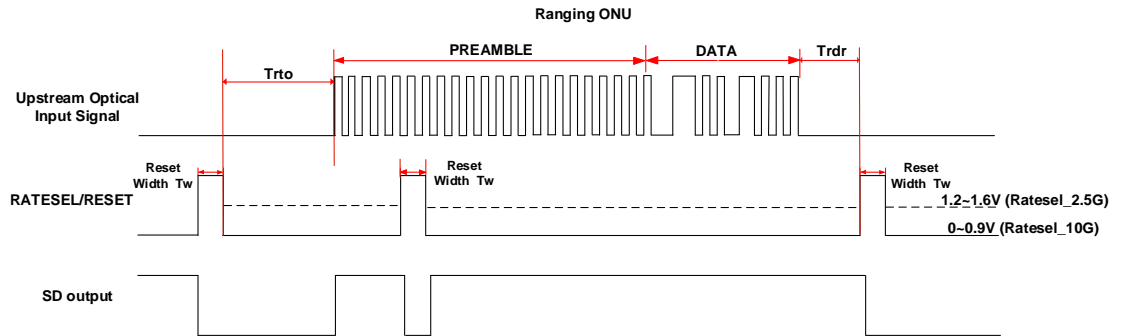 Ranging ONU
PREAMBLE
DATA
Trdr
Trto
Upstream Optical
Input Signal
Reset
Width Tw
Reset
Width Tw
Reset
Width Tw
RATESEL/RESET
1.2~1.6V (Ratesel_2.5G)
0~0.9V (Ratesel_10G)
SD output